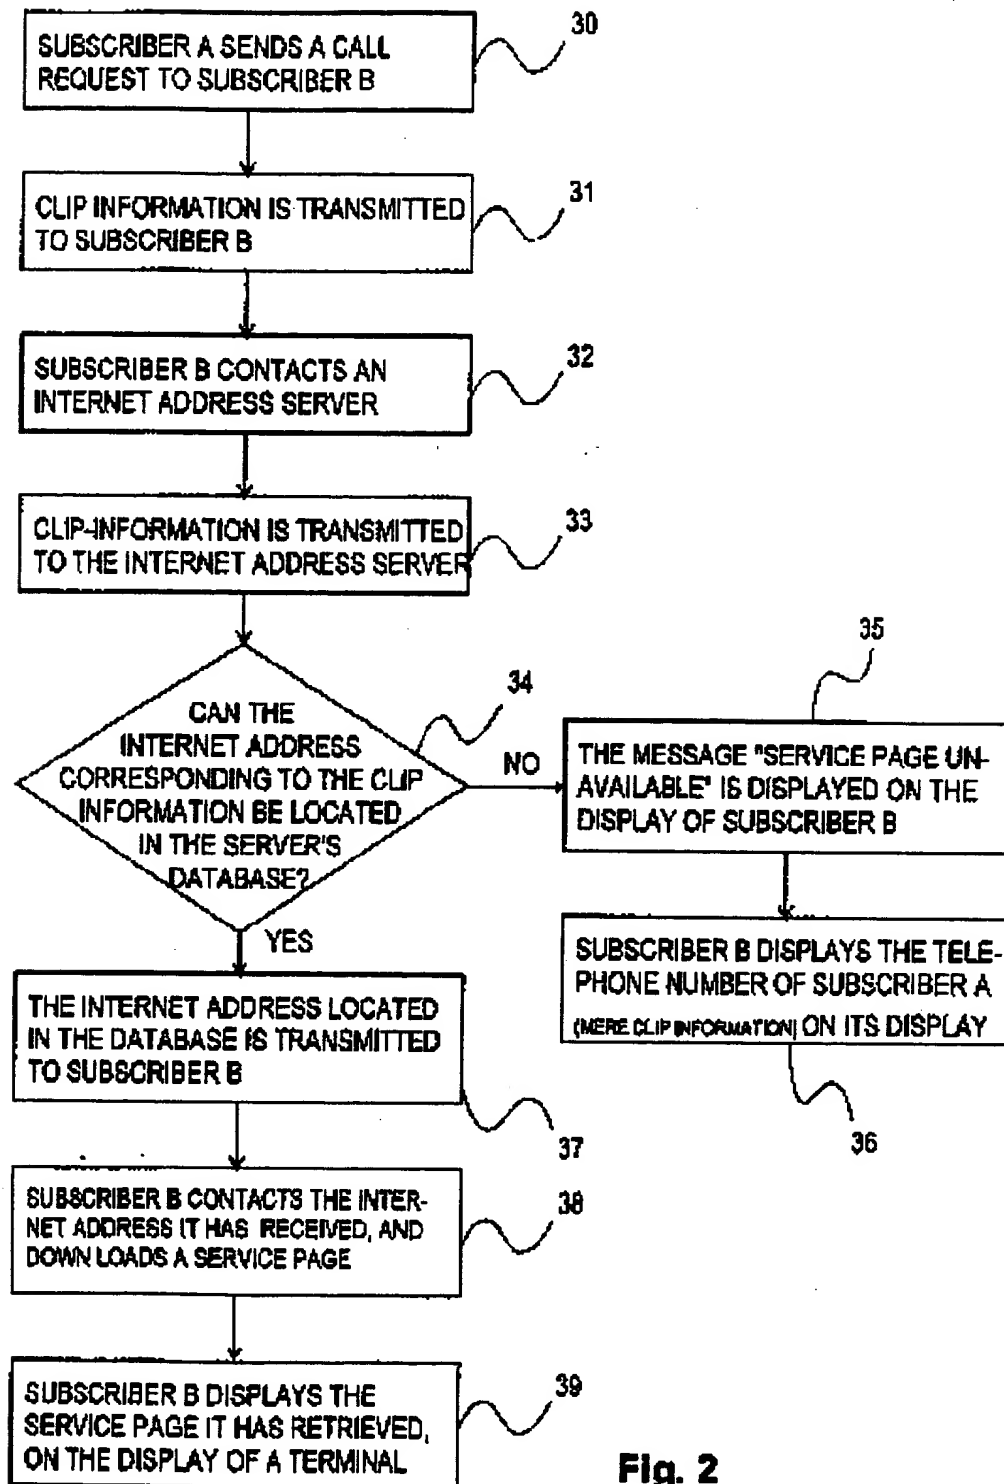 SUBSCRIBER A SENDS A CALL
REQUEST TO SUBSCRIBER B
30
CLIP INFORMATION IS TRANSMITTED
TO SUBSCRIBER B
31
SUBSCRIBER B CONTACTS AN
INTERNET ADDRESS SERVER
32
CLIP-INFORMATION IS TRANSMITTED
TO THE INTERNET ADDRESS SERVER
33
CAN THE
INTERNET ADDRESS
CORRESPONDING TO THE CLIP
INFORMATION BE LOCATED
IN THE SERVER'S
DATABASE?
34
NO
35
THE MESSAGE "SERVICE PAGE UN-
AVAILABLE" IS DISPLAYED ON THE
DISPLAY OF SUBSCRIBER B
SUBSCRIBER B DISPLAYS THE TELE-
PHONE NUMBER OF SUBSCRIBER A
(MERE CLIP INFORMATION) ON ITS DISPLAY
36
YES
THE INTERNET ADDRESS LOCATED
IN THE DATABASE IS TRANSMITTED
TO SUBSCRIBER B
37
SUBSCRIBER B CONTACTS THE INTER-
NET ADDRESS IT HAS RECEIVED, AND
DOWN LOADS A SERVICE PAGE
38
SUBSCRIBER B DISPLAYS THE
SERVICE PAGE IT HAS RETRIEVED,
ON THE DISPLAY OF A TERMINAL
39
Fig. 2